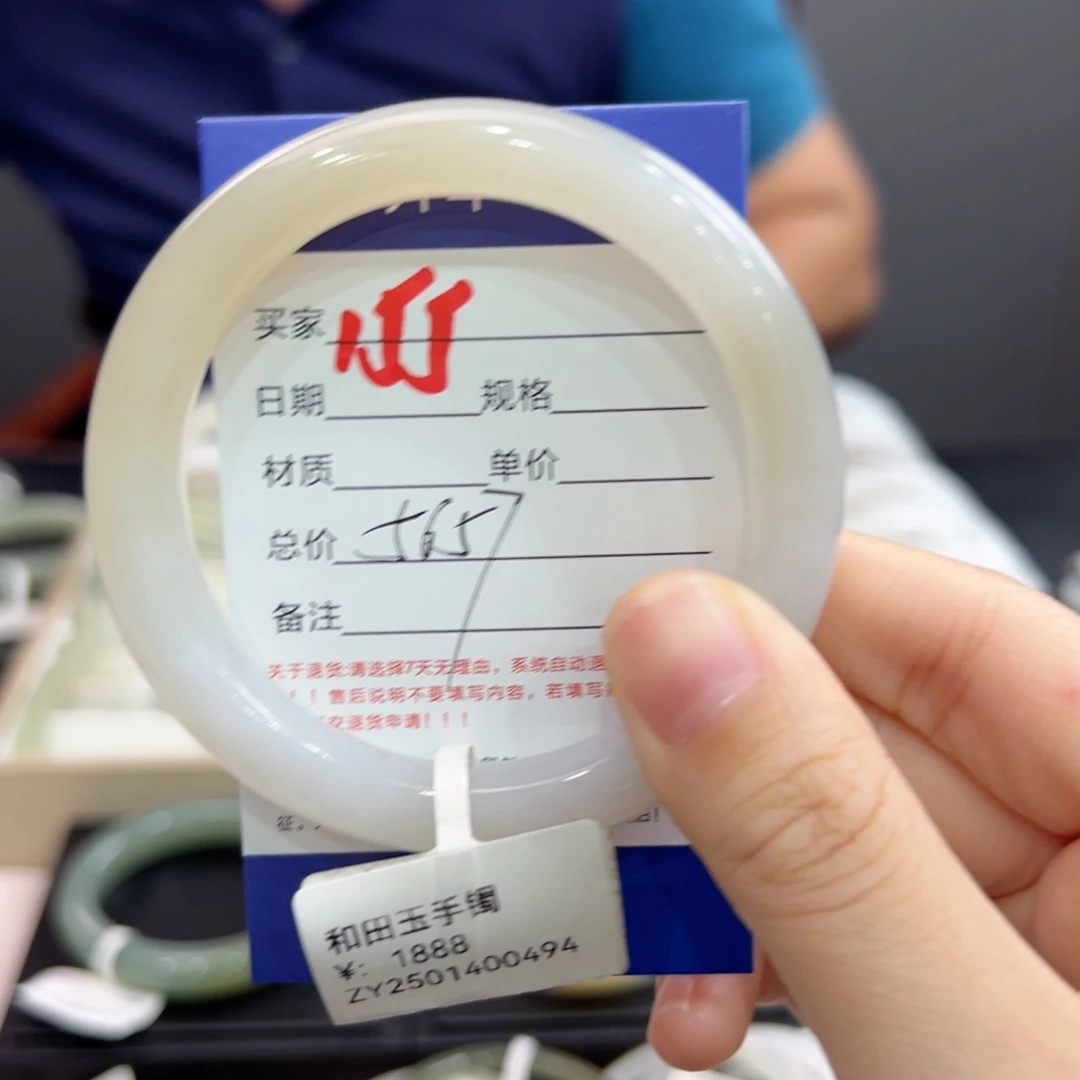 买家
日期 规格
材质 单价
总价 565
备注
关于退货:请选择7天无理由，系统自动退
！！售后说明不要填写内容，若填写
交退货申请！！！
和田玉手镯
¥: 1888
ZY2501400494